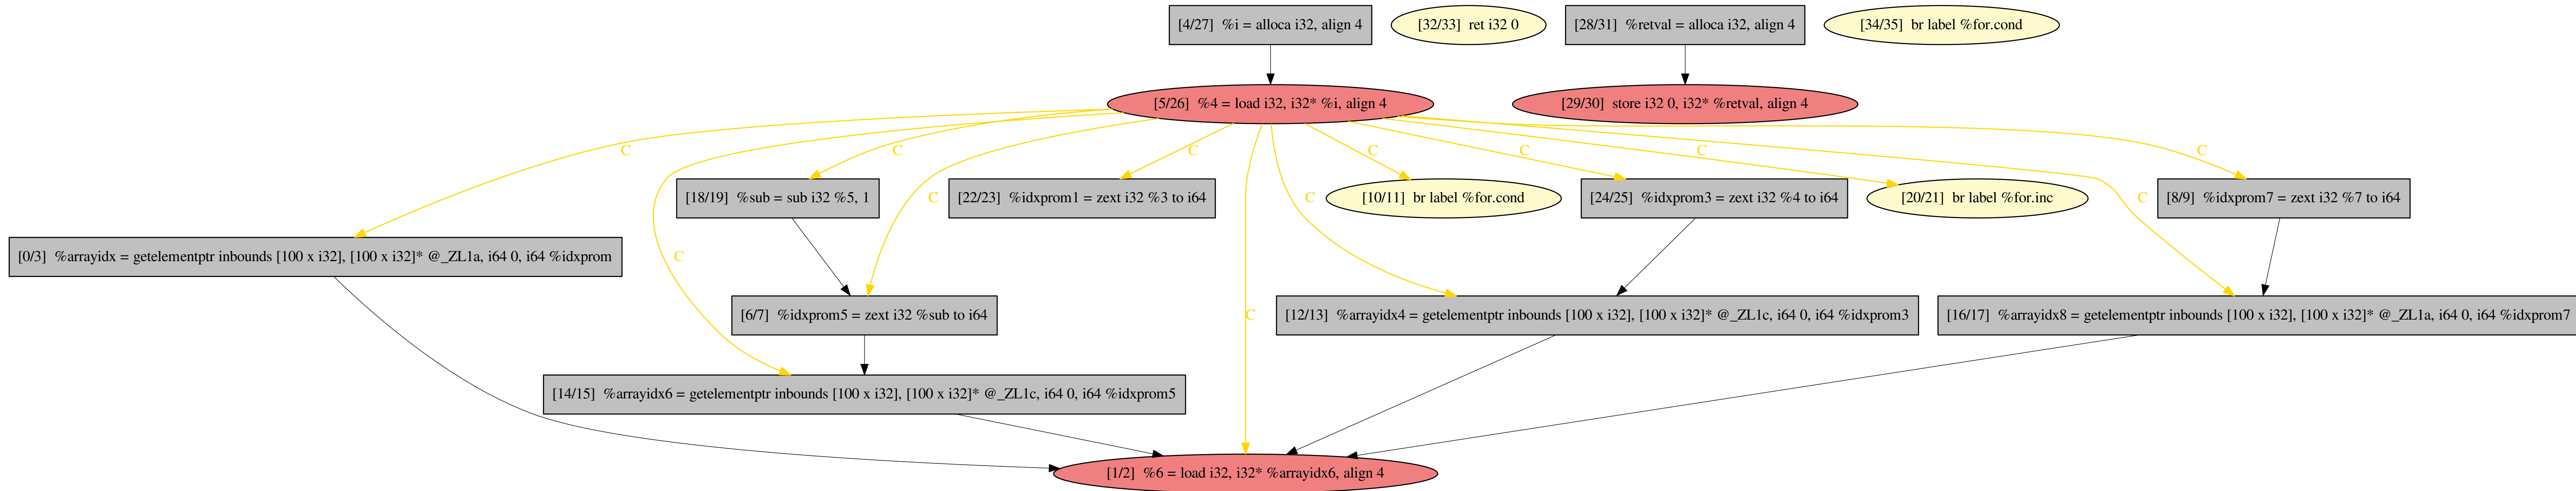 [4/27] %i = alloca i32, align 4
[32/33] ret i32 0
[28/31] %retval = alloca i32, align 4
[34/35] br label %for.cond
[5/26] %4 = load i32, i32* %i, align 4
[29/30] store i32 0, i32* %retval, align 4
C
C
C
C
C
C
C
[18/19] %sub = sub i32 %5, 1
C
[22/23] %idxprom1 = zext i32 %3 to i64
C
[10/11] br label %for.cond
[24/25] %idxprom3 = zext i32 %4 to i64
[20/21] br label %for.inc
C
[8/9] %idxprom7 = zext i32 %7 to i64
[0/3] %arrayidx = getelementptr inbounds [100 x i32], [100 x i32]* @_ZL1a, i64 0, i64 %idxprom
C
[6/7] %idxprom5 = zext i32 %sub to i64
C
[12/13] %arrayidx4 = getelementptr inbounds [100 x i32], [100 x i32]* @_ZL1c, i64 0, i64 %idxprom3
[16/17] %arrayidx8 = getelementptr inbounds [100 x i32], [100 x i32]* @_ZL1a, i64 0, i64 %idxprom7
[14/15] %arrayidx6 = getelementptr inbounds [100 x i32], [100 x i32]* @_ZL1c, i64 0, i64 %idxprom5
[1/2] %6 = load i32, i32* %arrayidx6, align 4